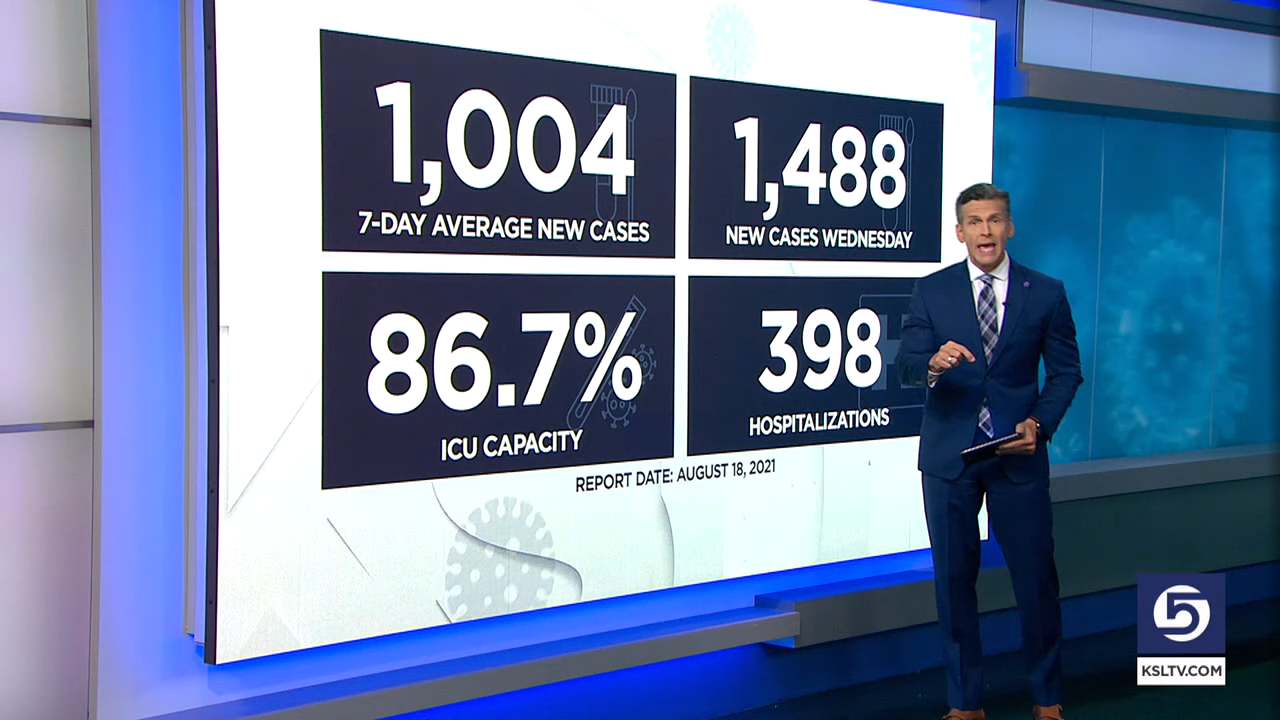 1,004
7-DAY AVERAGE NEW CASES
1,488
NEW CASES WEDNESDAY
86.7%
ICU CAPACITY
398
HOSPITALIZATIONS
REPORT DATE: AUGUST 18, 2021
5
KSLTV.COM